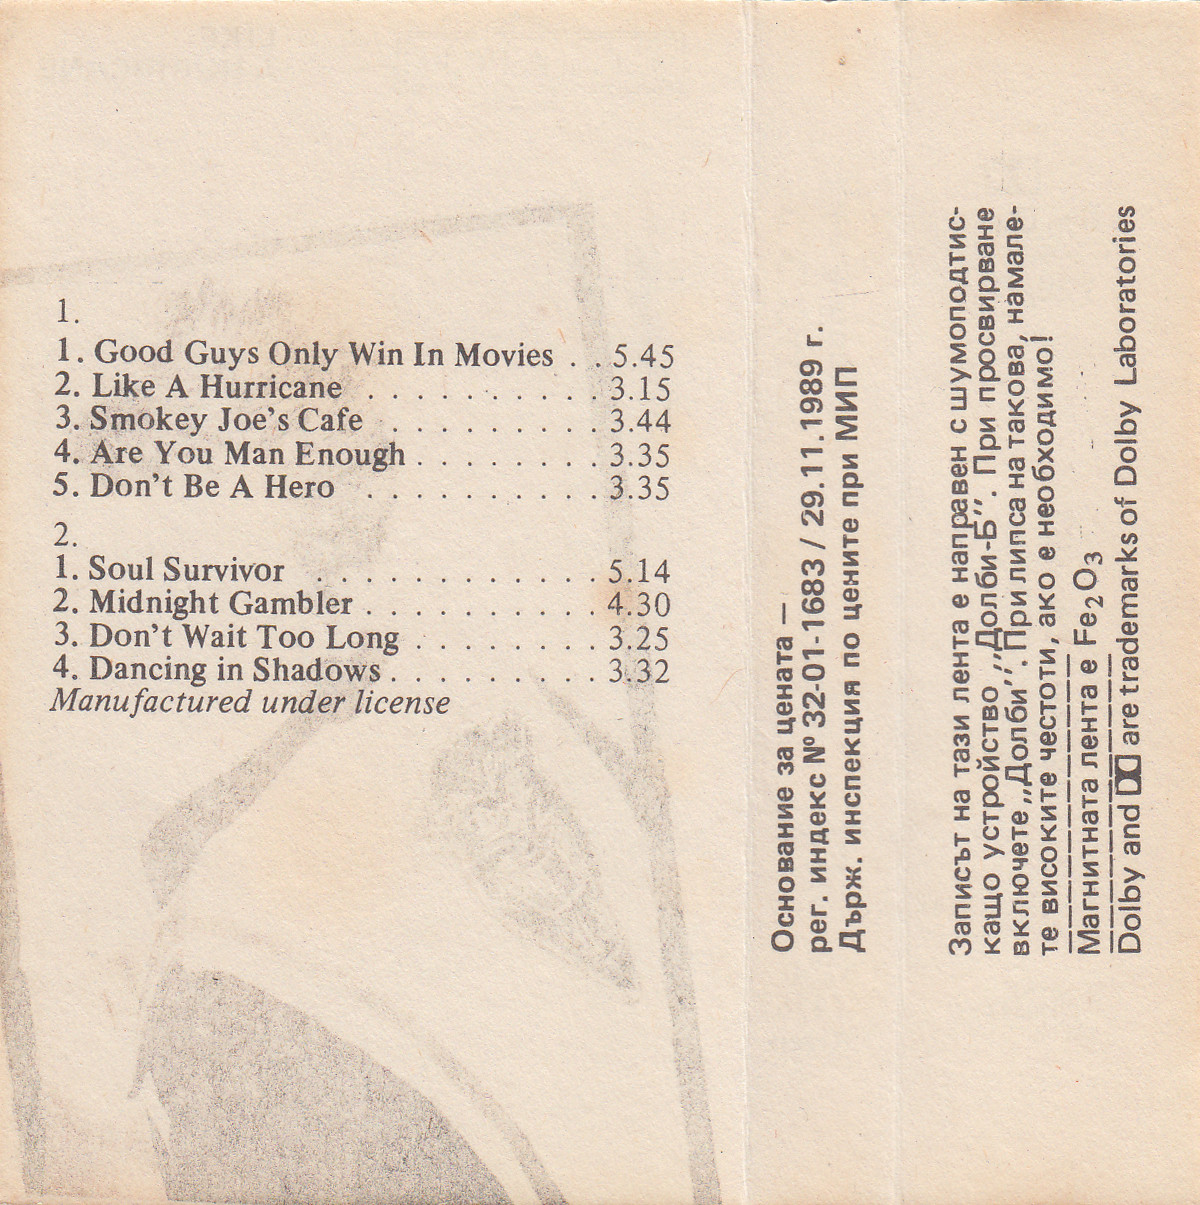 1.
1. Good Guys Only Win In Movies . . 5.45
2. Like A Hurricane . . . . . . . . . . 3.15
3. Smokey Joe's Cafe . . . . . . . . . 3.44
4. Are You Man Enough . . . . . . . . 3.35
5. Don't Be A Hero . . . . . . . . . . 3.35
2.
1. Soul Survivor . . . . . . . . . . . . 5.14
2. Midnight Gambler . . . . . . . . . . 4.30
3. Don't Wait Too Long . . . . . . . . 3.25
4. Dancing in Shadows . . . . . . . . . 3.32
Manufactured under license
Основание за цената —
рег. индекс № 32-01-1683 / 29.11.1989 г.
Държ. инспекция по цените при МИП
Записът на тази лента е направен с шумоподтис-
кащо устройство „Долби-Б”. При просвирване
включете „Долби”. При липса на такова, намале-
те високите честоти, ако е необходимо!
Магнитната лента е Fe2O3
Dolby and are trademarks of Dolby Laboratories